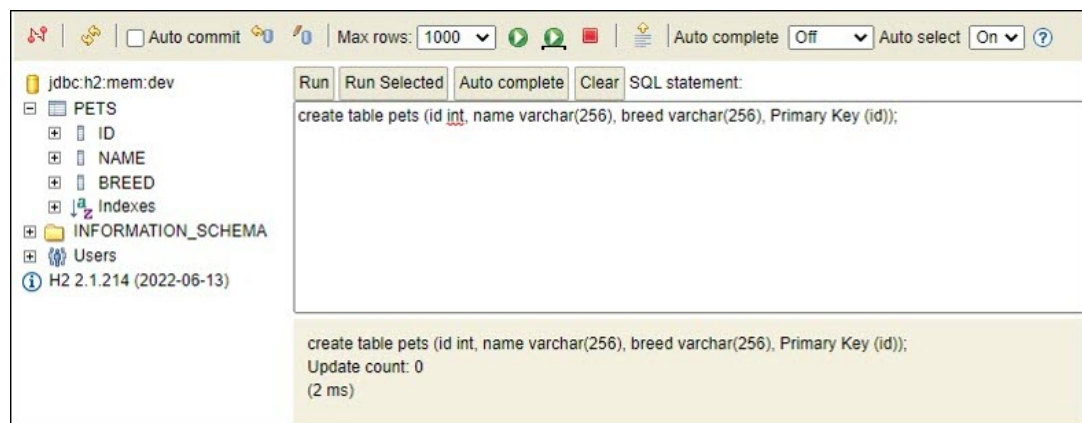 Auto commit Max rows: 1000 Auto complete Off Auto select On ?
jdbc:h2:mem:dev
PETS
ID
NAME
BREED
Indexes
INFORMATION_SCHEMA
Users
H2 2.1.214 (2022-06-13)
Run Run Selected Auto complete Clear SQL statement:
create table pets (id int, name varchar(256), breed varchar(256), Primary Key (id));
create table pets (id int, name varchar(256), breed varchar(256), Primary Key (id));
Update count: 0
(2 ms)